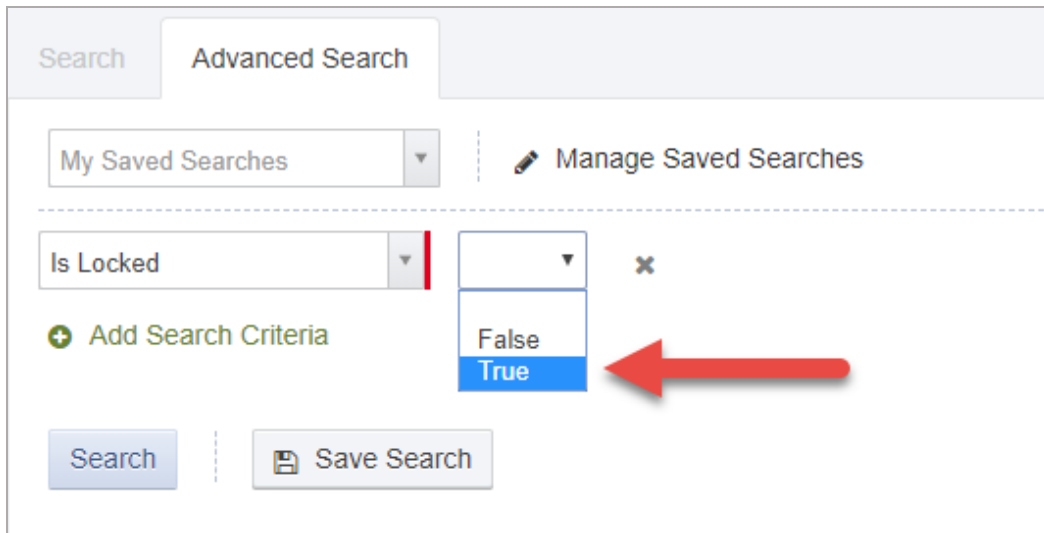 Search Advanced Search
My Saved Searches Manage Saved Searches
Is Locked
Add Search Criteria
False
True
Search Save Search